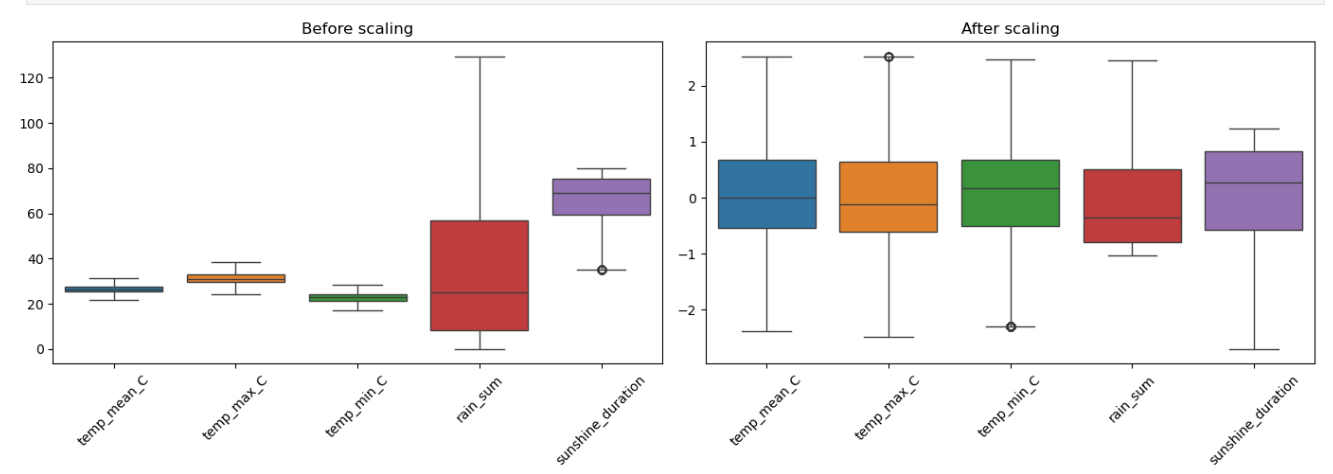 Before scaling
120
100
80
60
40
20
0
temp_mean_C
temp_max_C
temp_min_C
rain_sum
sunshine_duration
After scaling
2
1
0
−1
−2
temp_mean_C
temp_max_C
temp_min_C
rain_sum
sunshine_duration